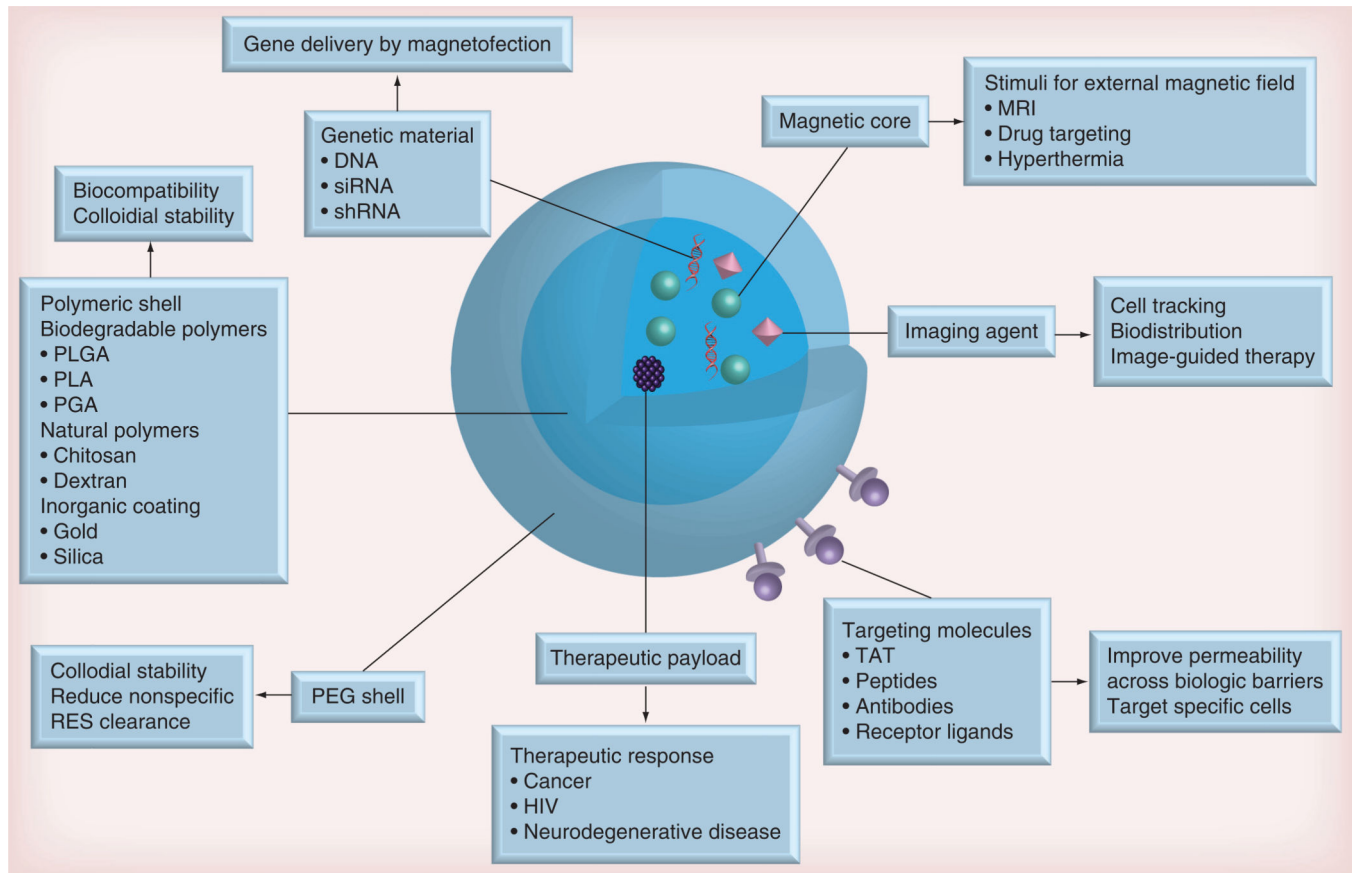 Gene delivery by magnetofection
Genetic material
• DNA
• siRNA
• shRNA
Magnetic core
Stimuli for external magnetic field
• MRI
• Drug targeting
• Hyperthermia
Biocompatibility
Colloidial stability
Polymeric shell
Biodegradable polymers
• PLGA
• PLA
• PGA
Natural polymers
• Chitosan
• Dextran
Inorganic coating
• Gold
• Silica
Imaging agent
Cell tracking
Biodistribution
Image-guided therapy
Collodial stability
Reduce nonspecific
RES clearance
PEG shell
Therapeutic payload
Therapeutic response
• Cancer
• HIV
• Neurodegenerative disease
Targeting molecules
• TAT
• Peptides
• Antibodies
• Receptor ligands
Improve permeability
across biologic barriers
Target specific cells